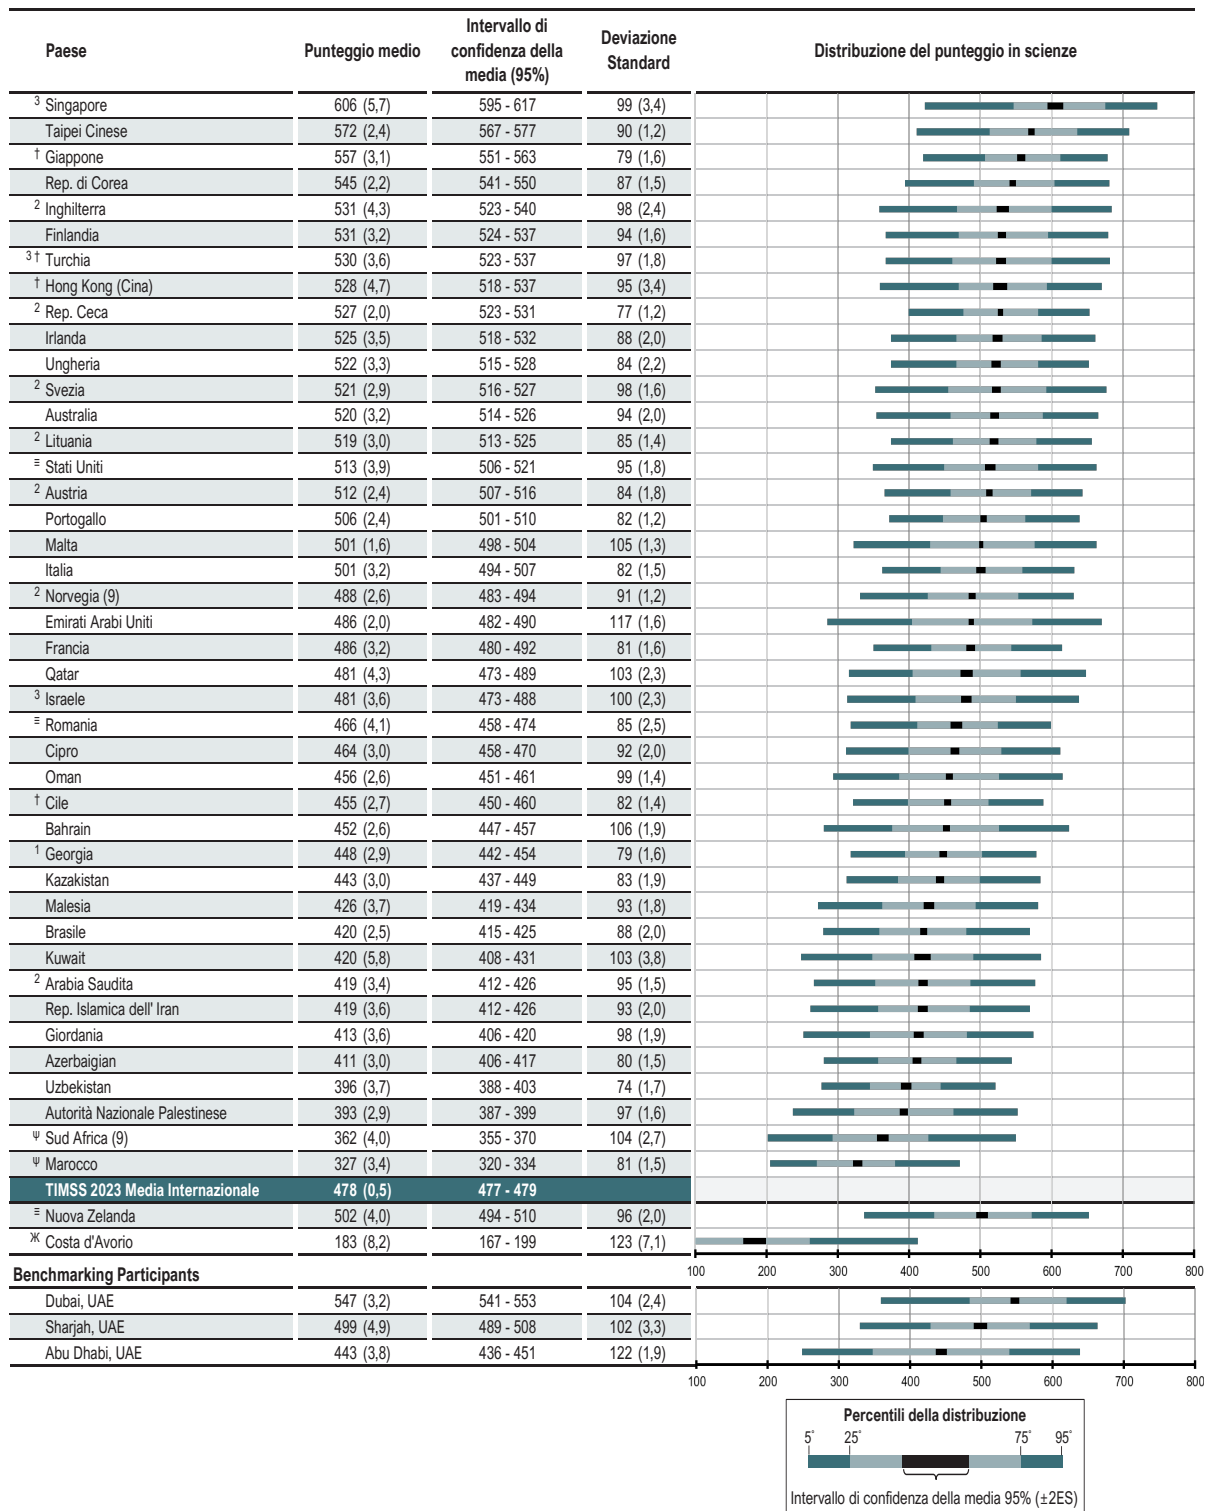 Paese Punteggio medio Intervallo di confidenza della media (95%) Deviazione Standard Distribuzione del punteggio in scienze
3 Singapore 606 (5,7) 595 - 617 99 (3,4)
Taipei Cinese 572 (2,4) 567 - 577 90 (1,2)
† Giappone 557 (3,1) 551 - 563 79 (1,6)
Rep. di Corea 545 (2,2) 541 - 550 87 (1,5)
2 Inghilterra 531 (4,3) 523 - 540 98 (2,4)
Finlandia 531 (3,2) 524 - 537 94 (1,6)
3 † Turchia 530 (3,6) 523 - 537 97 (1,8)
† Hong Kong (Cina) 528 (4,7) 518 - 537 95 (3,4)
2 Rep. Ceca 527 (2,0) 523 - 531 77 (1,2)
Irlanda 525 (3,5) 518 - 532 88 (2,0)
Ungheria 522 (3,3) 515 - 528 84 (2,2)
2 Svezia 521 (2,9) 516 - 527 98 (1,6)
Australia 520 (3,2) 514 - 526 94 (2,0)
2 Lituania 519 (3,0) 513 - 525 85 (1,4)
≡ Stati Uniti 513 (3,9) 506 - 521 95 (1,8)
2 Austria 512 (2,4) 507 - 516 84 (1,8)
Portogallo 506 (2,4) 501 - 510 82 (1,2)
Malta 501 (1,6) 498 - 504 105 (1,3)
Italia 501 (3,2) 494 - 507 82 (1,5)
2 Norvegia (9) 488 (2,6) 483 - 494 91 (1,2)
Emirati Arabi Uniti 486 (2,0) 482 - 490 117 (1,6)
Francia 486 (3,2) 480 - 492 81 (1,6)
Qatar 481 (4,3) 473 - 489 103 (2,3)
3 Israele 481 (3,6) 473 - 488 100 (2,3)
≡ Romania 466 (4,1) 458 - 474 85 (2,5)
Cipro 464 (3,0) 458 - 470 92 (2,0)
Oman 456 (2,6) 451 - 461 99 (1,4)
† Cile 455 (2,7) 450 - 460 82 (1,4)
Bahrain 452 (2,6) 447 - 457 106 (1,9)
1 Georgia 448 (2,9) 442 - 454 79 (1,6)
Kazakistan 443 (3,0) 437 - 449 83 (1,9)
Malesia 426 (3,7) 419 - 434 93 (1,8)
Brasile 420 (2,5) 415 - 425 88 (2,0)
Kuwait 420 (5,8) 408 - 431 103 (3,8)
2 Arabia Saudita 419 (3,4) 412 - 426 95 (1,5)
Rep. Islamica dell' Iran 419 (3,6) 412 - 426 93 (2,0)
Giordania 413 (3,6) 406 - 420 98 (1,9)
Azerbaigian 411 (3,0) 406 - 417 80 (1,5)
Uzbekistan 396 (3,7) 388 - 403 74 (1,7)
Autorità Nazionale Palestinese 393 (2,9) 387 - 399 97 (1,6)
Ψ Sud Africa (9) 362 (4,0) 355 - 370 104 (2,7)
Ψ Marocco 327 (3,4) 320 - 334 81 (1,5)
TIMSS 2023 Media Internazionale 478 (0,5) 477 - 479
≡ Nuova Zelanda 502 (4,0) 494 - 510 96 (2,0)
Ж Costa d'Avorio 183 (8,2) 167 - 199 123 (7,1)
100 200 300 400 500 600 700 800
Benchmarking Participants
Dubai, UAE 547 (3,2) 541 - 553 104 (2,4)
Sharjah, UAE 499 (4,9) 489 - 508 102 (3,3)
Abu Dhabi, UAE 443 (3,8) 436 - 451 122 (1,9)
100 200 300 400 500 600 700 800
Percentili della distribuzione
5° 25° 75° 95°
Intervallo di confidenza della media 95% (±2ES)